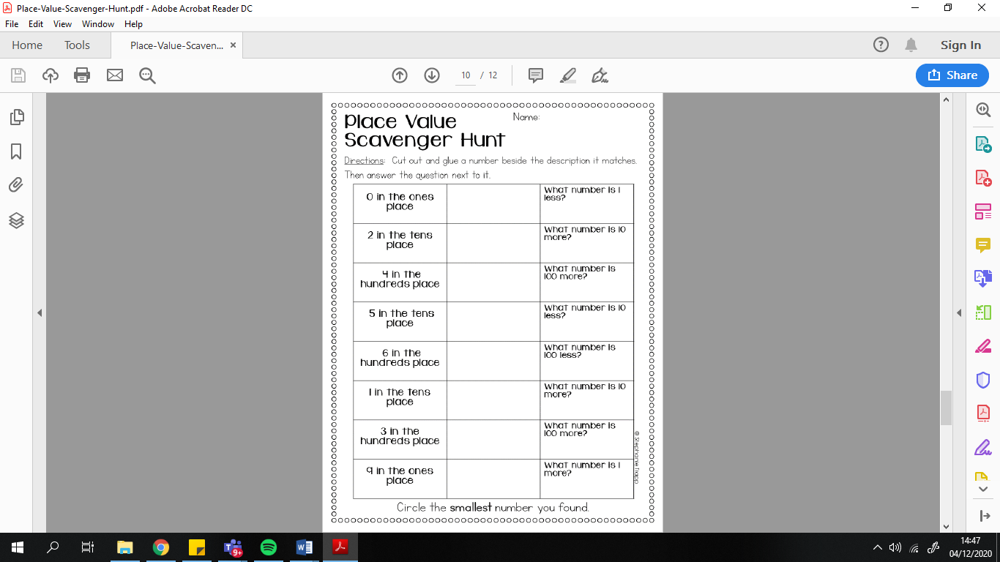 Place-Value-Scavenger-Hunt.pdf - Adobe Acrobat Reader DC
File Edit View Window Help
Home Tools Place-Value-Scaven... × Sign In
10 / 12 Share
Place Value Name:
Scavenger Hunt
Directions: Cut out and glue a number beside the description it matches.
Then answer the question next to it.
0 in the ones
place
What number is 1
less?
2 in the tens
place
What number is 10
more?
4 in the
hundreds place
What number is
100 more?
5 in the tens
place
What number is 10
less?
6 in the
hundreds place
What number is
100 less?
1 in the tens
place
What number is 10
more?
3 in the
hundreds place
What number is
100 more?
9 in the ones
place
What number is 1
more?
© Stephanie Trapp
Circle the smallest number you found.
9+
14:47
04/12/2020